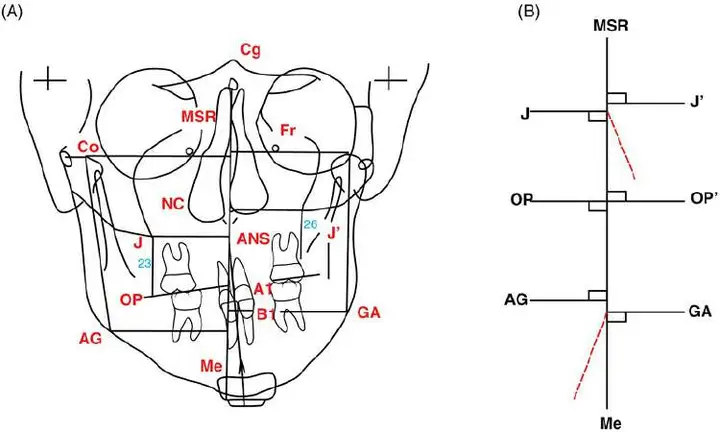 (A)
Cg
MSR
Fr
Co
NC
J
ANS
26
J'
23
OP
A1
B1
GA
AG
Me
(B)
MSR
J
J'
OP
OP'
AG
GA
Me